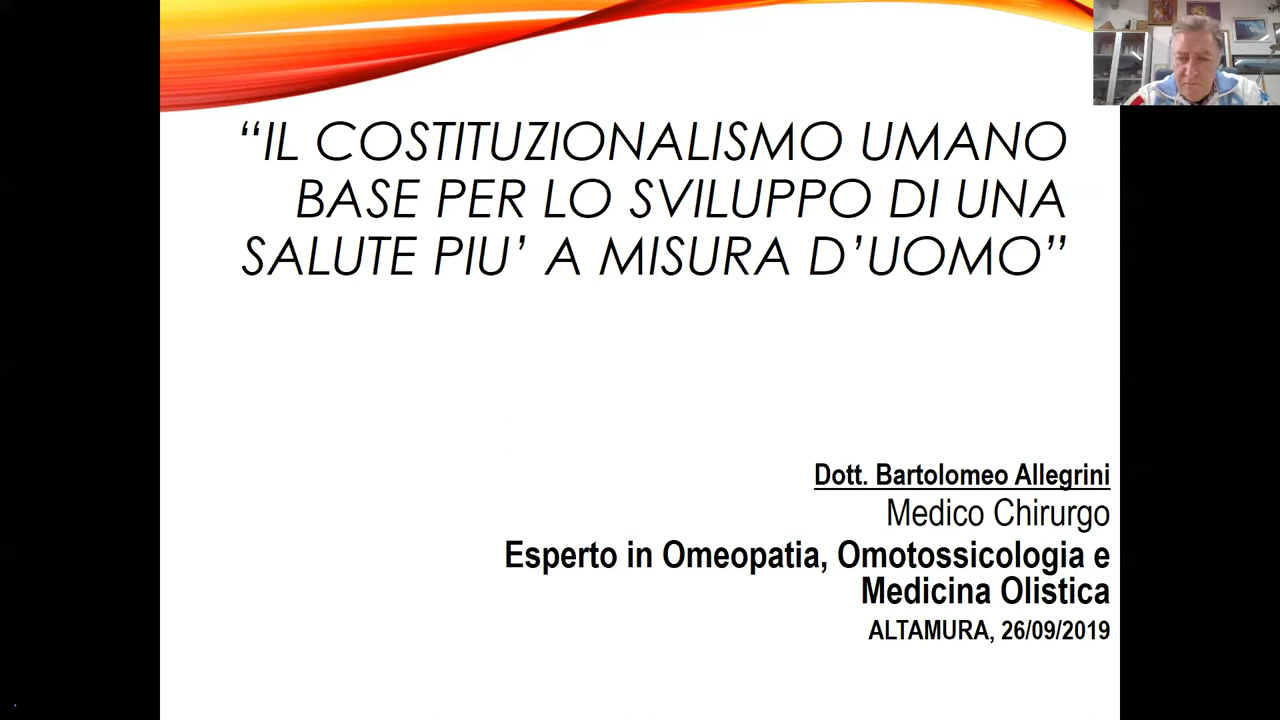 “IL COSTITUZIONALISMO UMANO
BASE PER LO SVILUPPO DI UNA
SALUTE PIU’ A MISURA D’UOMO”
Dott. Bartolomeo Allegrini
Medico Chirurgo
Esperto in Omeopatia, Omotossicologia e
Medicina Olistica
ALTAMURA, 26/09/2019